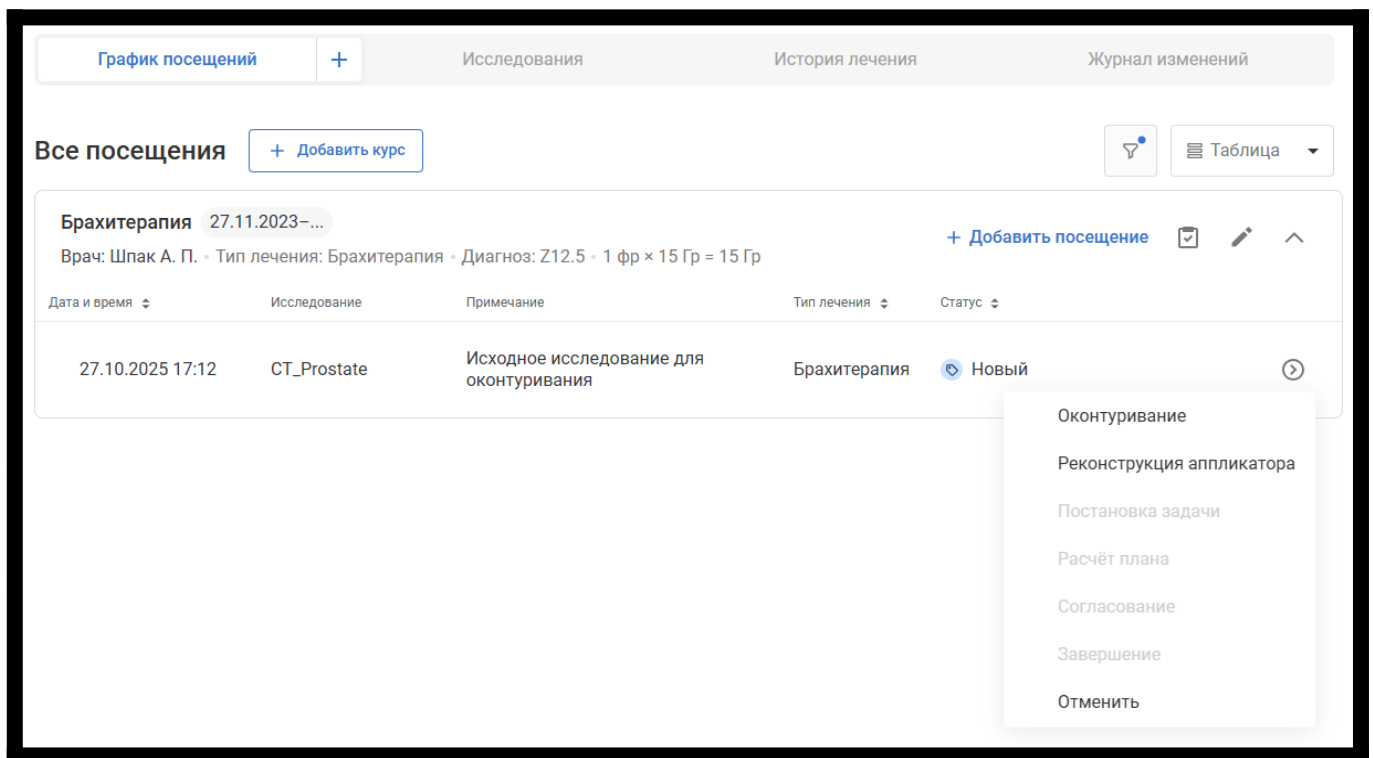 График посещений
+
Исследования
История лечения
Журнал изменений
Все посещения
+ Добавить курс
Таблица
Брахитерапия 27.11.2023–...
+ Добавить посещение
Врач: Шпак А. П. • Тип лечения: Брахитерапия • Диагноз: Z12.5 • 1 фр × 15 Гр = 15 Гр
Дата и время
Исследование
Примечание
Тип лечения
Статус
27.10.2025 17:12
CT_Prostate
Исходное исследование для
оконтуривания
Брахитерапия
Новый
Оконтуривание
Реконструкция аппликатора
Постановка задачи
Расчёт плана
Согласование
Завершение
Отменить